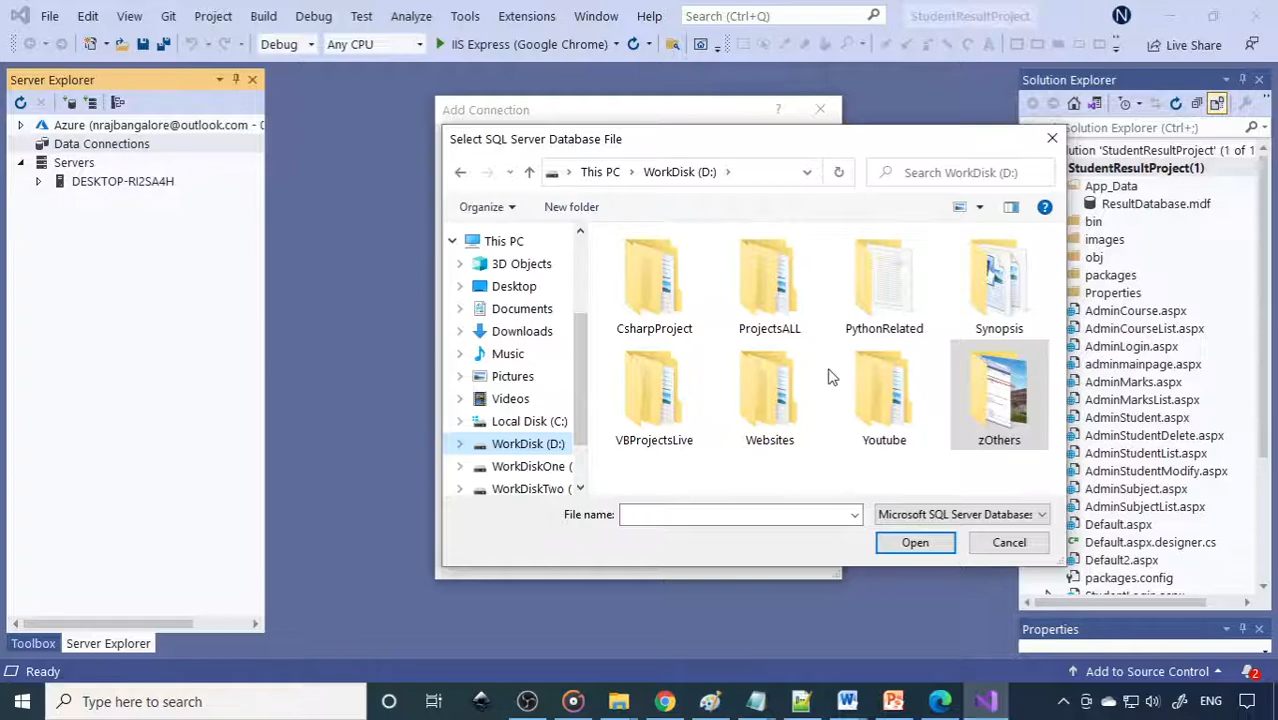 File Edit View Git Project Build Debug Test Analyze Tools Extensions Window Help Search (Ctrl+Q) StudentResultProject N
Debug Any CPU IIS Express (Google Chrome) Live Share
Server Explorer
Azure (nrajbangalore@outlook.com - 0
Data Connections
Servers
DESKTOP-RI2SA4H
Toolbox Server Explorer
Add Connection ?
Select SQL Server Database File
This PC WorkDisk (D:) Search WorkDisk (D:)
Organize New folder
This PC
3D Objects
Desktop
Documents
Downloads
Music
Pictures
Videos
Local Disk (C:)
WorkDisk (D:)
WorkDiskOne (
WorkDiskTwo (
CsharpProject ProjectsALL PythonRelated Synopsis
VBProjectsLive Websites Youtube zOthers
File name: Microsoft SQL Server Databases
Open Cancel
Solution Explorer
Search Solution Explorer (Ctrl+;)
olution 'StudentResultProject' (1 of 1
StudentResultProject(1)
App_Data
ResultDatabase.mdf
bin
images
obj
packages
Properties
AdminCourse.aspx
AdminCourseList.aspx
AdminLogin.aspx
adminmainpage.aspx
AdminMarks.aspx
AdminMarksList.aspx
AdminStudent.aspx
AdminStudentDelete.aspx
AdminStudentList.aspx
AdminStudentModify.aspx
AdminSubject.aspx
AdminSubjectList.aspx
Default.aspx
Default.aspx.designer.cs
Default2.aspx
packages.config
Properties
Ready Add to Source Control 2
Type here to search ENG